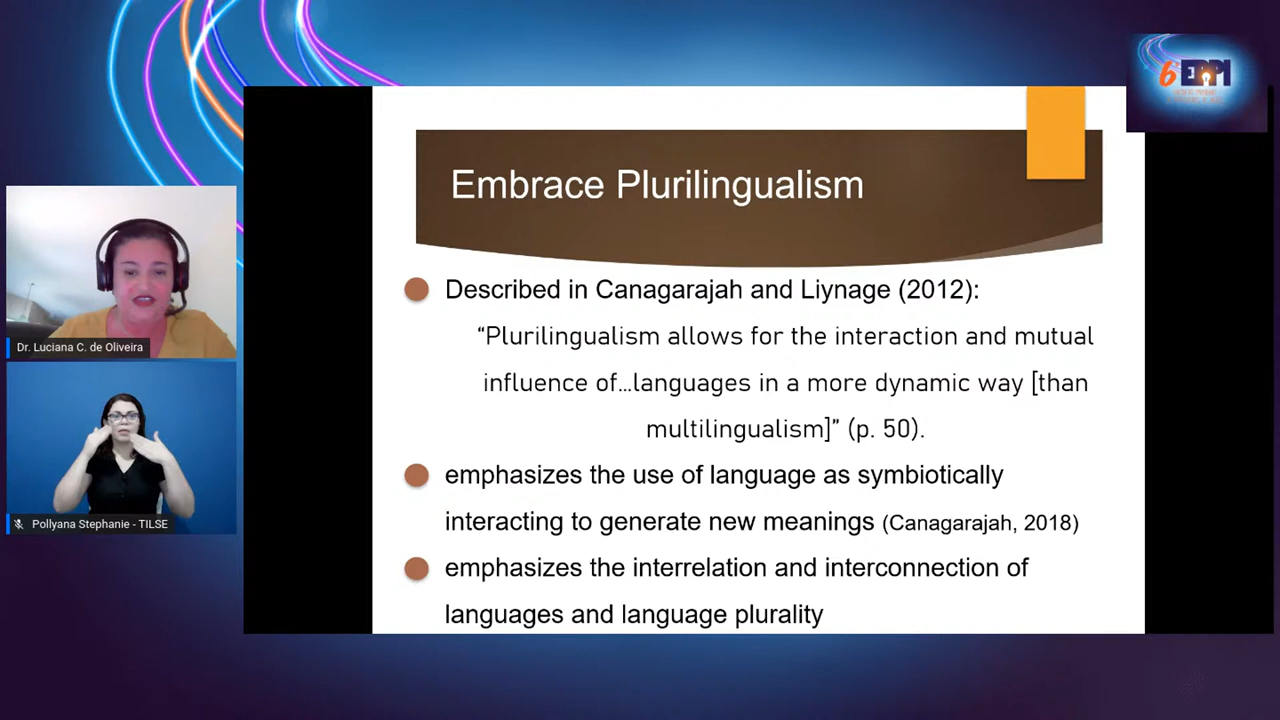 6 EPPI
Embrace Plurilingualism
Described in Canagarajah and Liynage (2012):
“Plurilingualism allows for the interaction and mutual
influence of…languages in a more dynamic way [than
multilingualism]” (p. 50).
emphasizes the use of language as symbiotically
interacting to generate new meanings (Canagarajah, 2018)
emphasizes the interrelation and interconnection of
languages and language plurality
Dr. Luciana C. de Oliveira
Pollyana Stephanie - TILSE